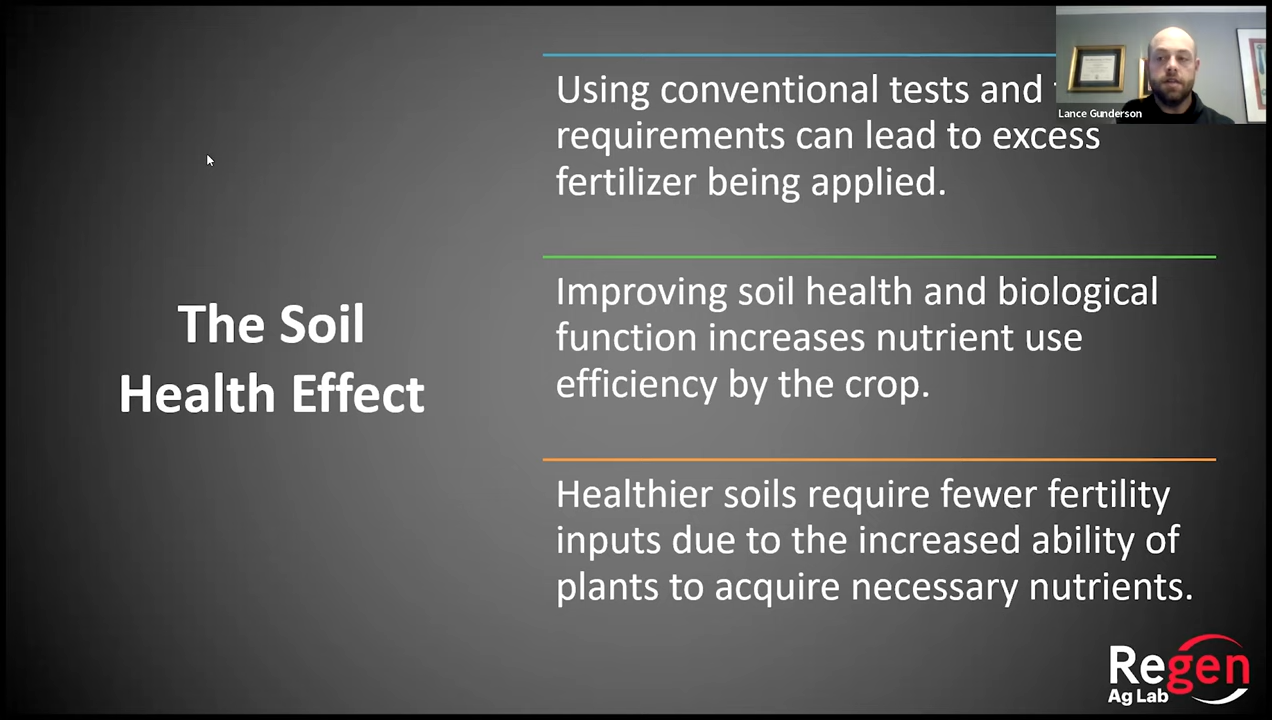 The Soil
Health Effect
Using conventional tests and
requirements can lead to excess
fertilizer being applied.
Improving soil health and biological
function increases nutrient use
efficiency by the crop.
Healthier soils require fewer fertility
inputs due to the increased ability of
plants to acquire necessary nutrients.
Lance Gunderson
Regen
Ag Lab